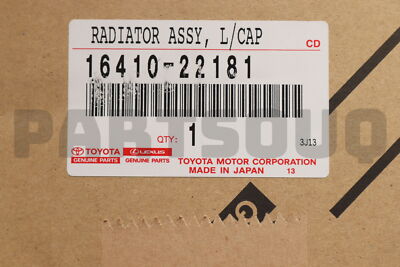 RADIATOR ASSY, L/CAP
CD
16410-22181
PARTSOUQ
QTY: 1
3J13
TOYOTA LEXUS
GENUINE PARTS GENUINE PARTS
TOYOTA MOTOR CORPORATION
MADE IN JAPAN 13